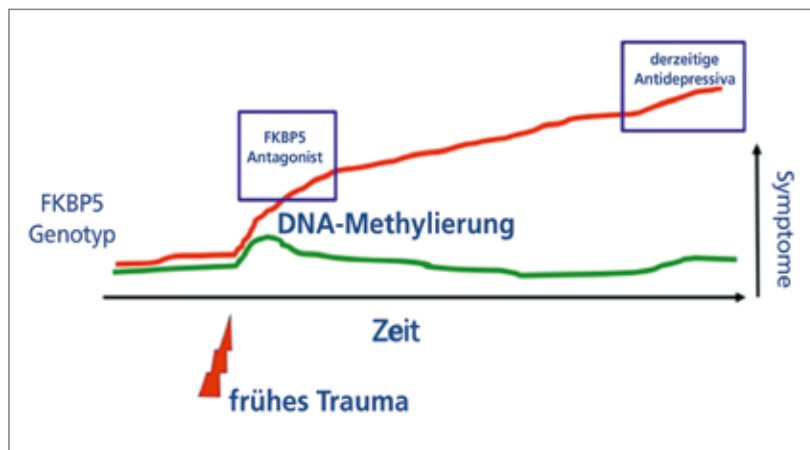 derzeitige
Antidepressiva
FKBP5
Antagonist
FKBP5
Genotyp
DNA-Methylierung
Symptome
Zeit
frühes Trauma